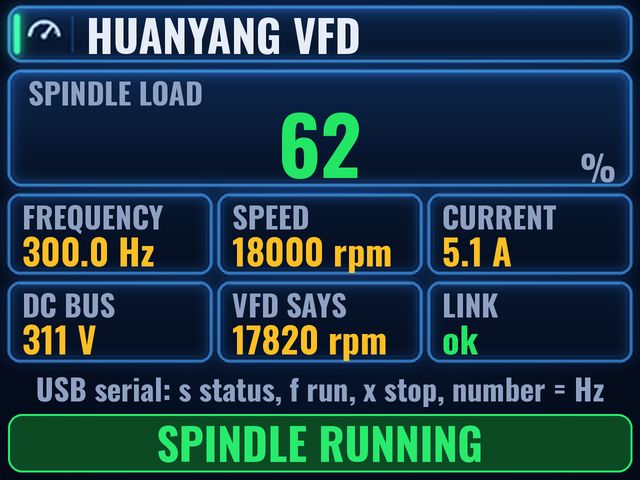 HUANYANG VFD
SPINDLE LOAD
62
%
FREQUENCY
300.0 Hz
SPEED
18000 rpm
CURRENT
5.1 A
DC BUS
311 V
VFD SAYS
17820 rpm
LINK
ok
USB serial: s status, f run, x stop, number = Hz
SPINDLE RUNNING